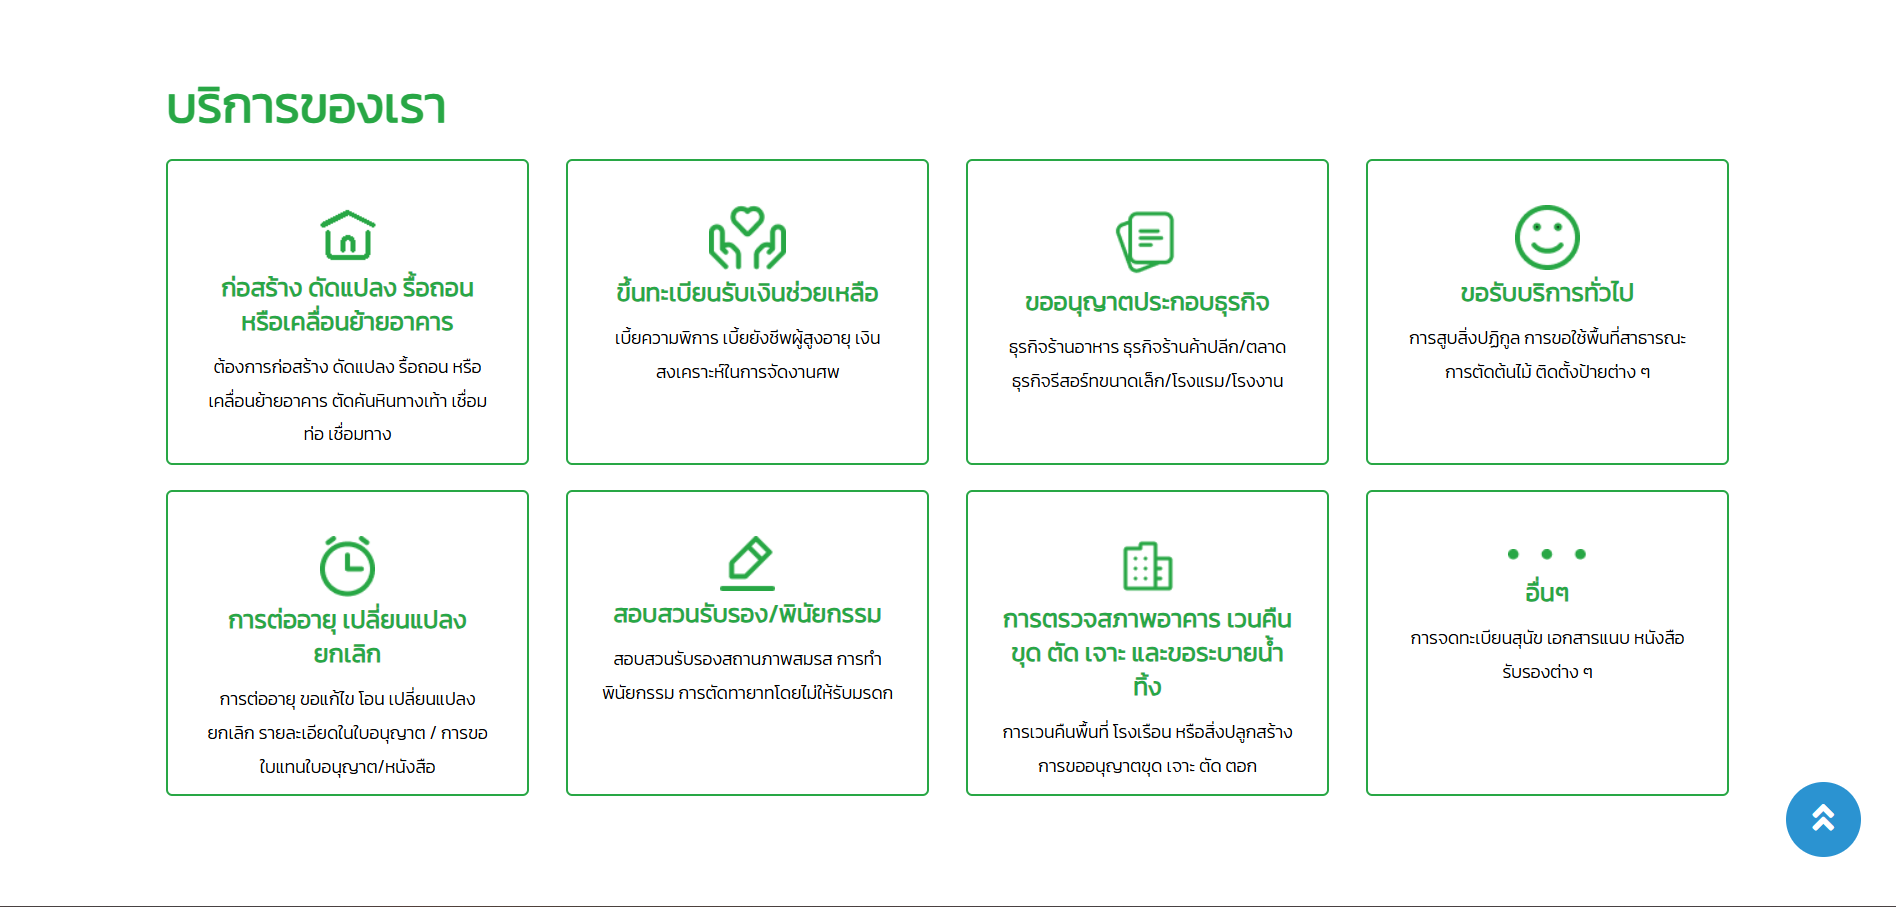 บริการของเรา
ก่อสร้าง ดัดแปลง รื้อถอน
หรือเคลื่อนย้ายอาคาร
ต้องการก่อสร้าง ดัดแปลง รื้อถอน หรือ
เคลื่อนย้ายอาคาร ตัดคันหินทางเท้า เชื่อม
ท่อ เชื่อมทาง
ขึ้นทะเบียนรับเงินช่วยเหลือ
เบี้ยความพิการ เบี้ยยังชีพผู้สูงอายุ เงิน
สงเคราะห์ในการจัดงานศพ
ขออนุญาตประกอบธุรกิจ
ธุรกิจร้านอาหาร ธุรกิจร้านค้าปลีก/ตลาด
ธุรกิจรีสอร์ทขนาดเล็ก/โรงแรม/โรงงาน
ขอรับบริการทั่วไป
การสูบสิ่งปฏิกูล การขอใช้พื้นที่สาธารณะ
การตัดต้นไม้ ติดตั้งป้ายต่าง ๆ
การต่ออายุ เปลี่ยนแปลง
ยกเลิก
การต่ออายุ ขอแก้ไข โอน เปลี่ยนแปลง
ยกเลิก รายละเอียดในใบอนุญาต / การขอ
ใบแทนใบอนุญาต/หนังสือ
สอบสวนรับรอง/พินัยกรรม
สอบสวนรับรองสถานภาพสมรส การทำ
พินัยกรรม การตัดทายาทโดยไม่ให้รับมรดก
การตรวจสภาพอาคาร เวนคืน
ขุด ตัด เจาะ และขอระบายน้ำ
ทิ้ง
การเวนคืนพื้นที่ โรงเรือน หรือสิ่งปลูกสร้าง
การขออนุญาตขุด เจาะ ตัด ตอก
อื่นๆ
การจดทะเบียนสุนัข เอกสารแนบ หนังสือ
รับรองต่าง ๆ